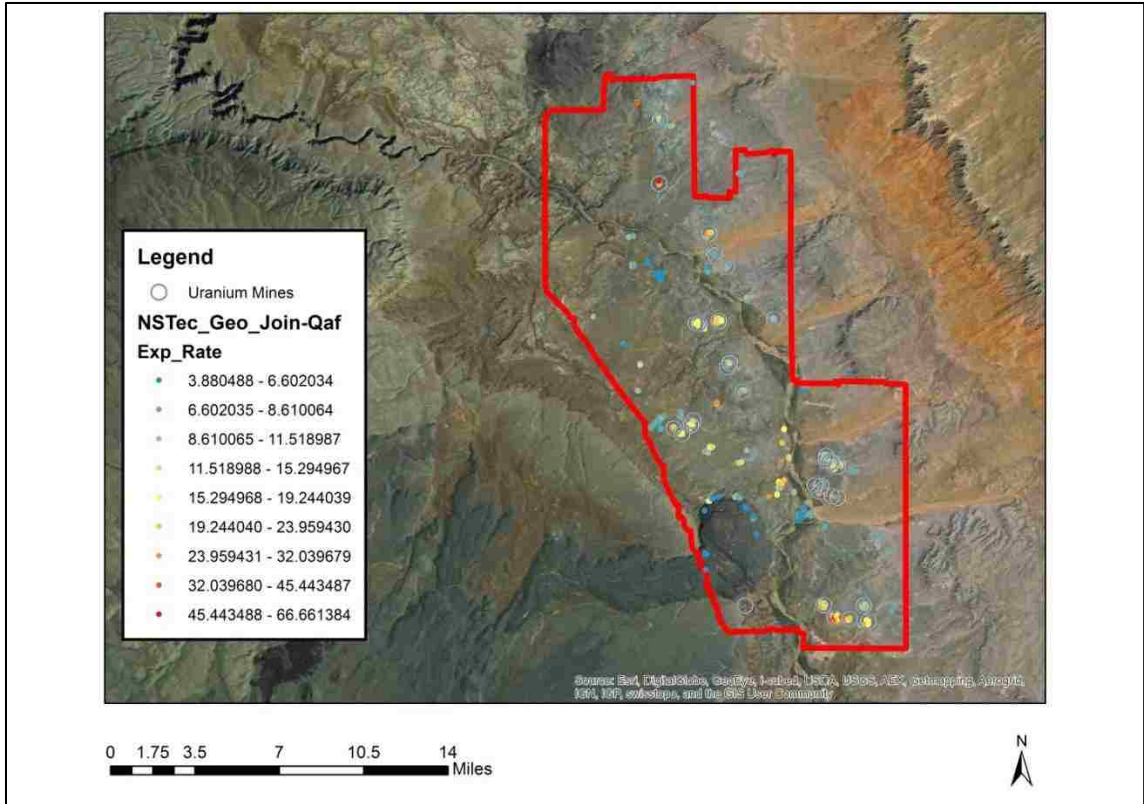 Legend
Uranium Mines
NSTec_Geo_Join-Qaf
Exp_Rate
3.880488 - 6.602034
6.602035 - 8.610064
8.610065 - 11.518987
11.518988 - 15.294967
15.294968 - 19.244039
19.244040 - 23.959430
23.959431 - 32.039679
32.039680 - 45.443487
45.443488 - 66.661384
Source: Esri, DigitalGlobe, GeoEye, i-cubed, USDA, USGS, AEX, Getmapping, Aerogrid,
IGN, IGP, swisstopo, and the GIS User Community
0 1.75 3.5 7 10.5 14
Miles
N